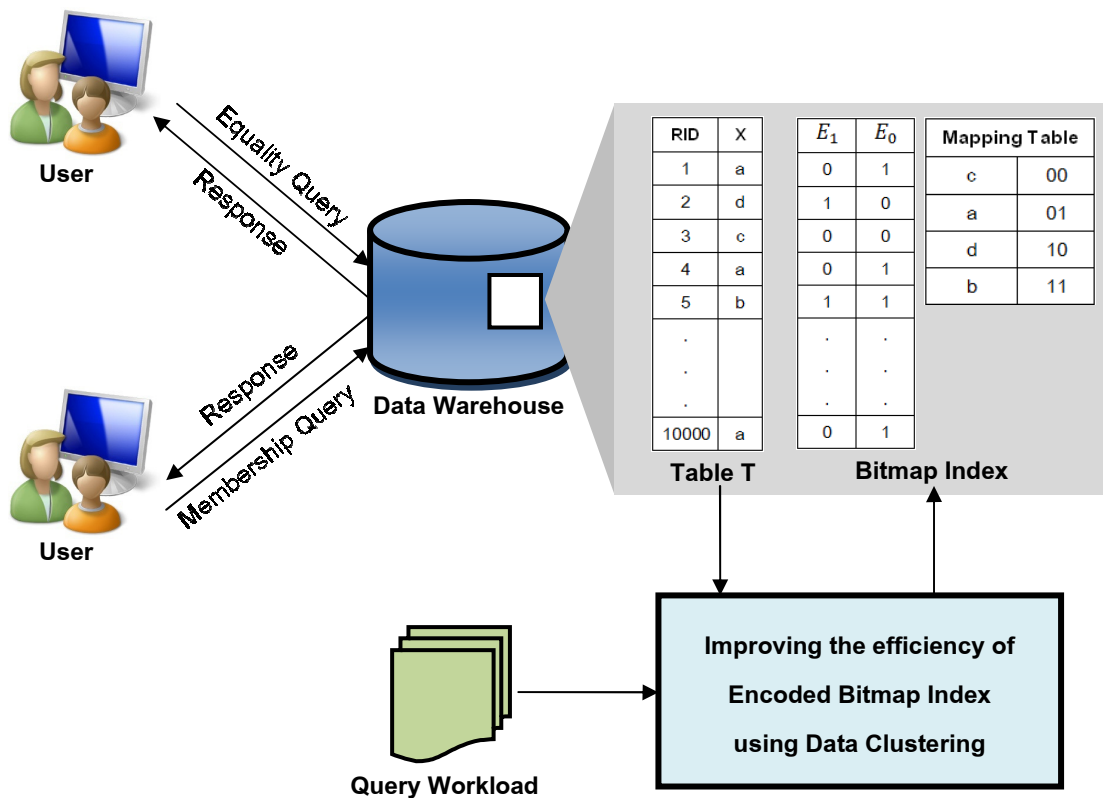 User
Equality Query
Response
Response
Membership Query
User
Data Warehouse
RID X
1 a
2 d
3 c
4 a
5 b
. . .
. . .
. . .
10000 a
Table T
E₁ E₀
0 1
1 0
0 0
0 1
1 1
. .
. .
. .
0 1
Bitmap Index
Mapping Table
c 00
a 01
d 10
b 11
Improving the efficiency of
Encoded Bitmap Index
using Data Clustering
Query Workload